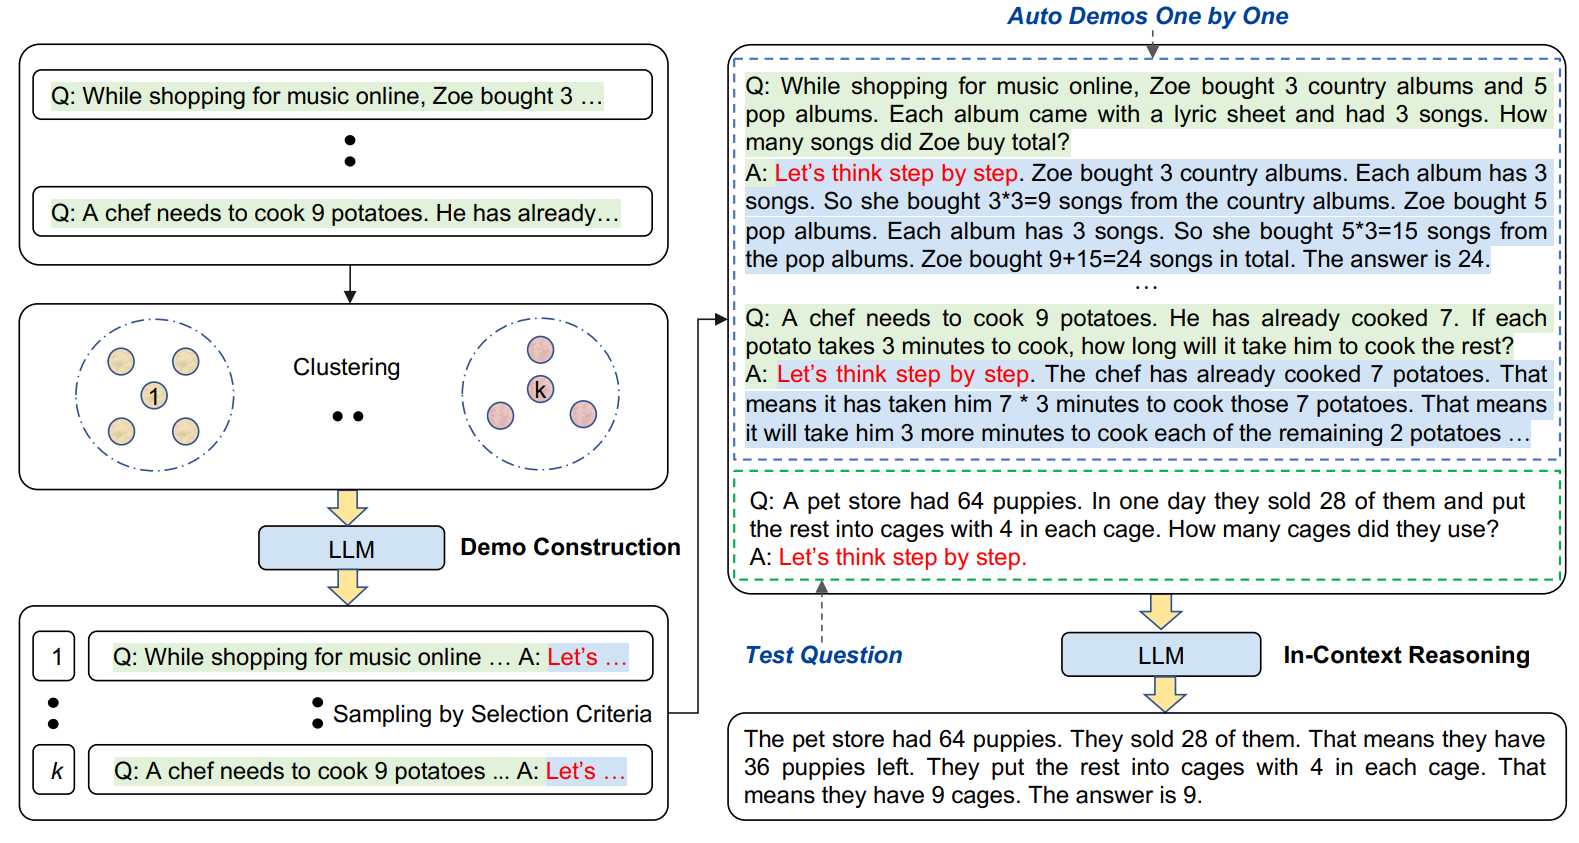 Q: While shopping for music online, Zoe bought 3 …
Q: A chef needs to cook 9 potatoes. He has already…
1
Clustering
k
LLM
Demo Construction
1
Q: While shopping for music online … A: Let’s …
Sampling by Selection Criteria
k
Q: A chef needs to cook 9 potatoes ... A: Let’s …
Auto Demos One by One
Q: While shopping for music online, Zoe bought 3 country albums and 5
pop albums. Each album came with a lyric sheet and had 3 songs. How
many songs did Zoe buy total?
A: Let’s think step by step. Zoe bought 3 country albums. Each album has 3
songs. So she bought 3*3=9 songs from the country albums. Zoe bought 5
pop albums. Each album has 3 songs. So she bought 5*3=15 songs from
the pop albums. Zoe bought 9+15=24 songs in total. The answer is 24.
…
Q: A chef needs to cook 9 potatoes. He has already cooked 7. If each
potato takes 3 minutes to cook, how long will it take him to cook the rest?
A: Let’s think step by step. The chef has already cooked 7 potatoes. That
means it has taken him 7 * 3 minutes to cook those 7 potatoes. That means
it will take him 3 more minutes to cook each of the remaining 2 potatoes …
Q: A pet store had 64 puppies. In one day they sold 28 of them and put
the rest into cages with 4 in each cage. How many cages did they use?
A: Let’s think step by step.
Test Question
LLM
In-Context Reasoning
The pet store had 64 puppies. They sold 28 of them. That means they have
36 puppies left. They put the rest into cages with 4 in each cage. That
means they have 9 cages. The answer is 9.